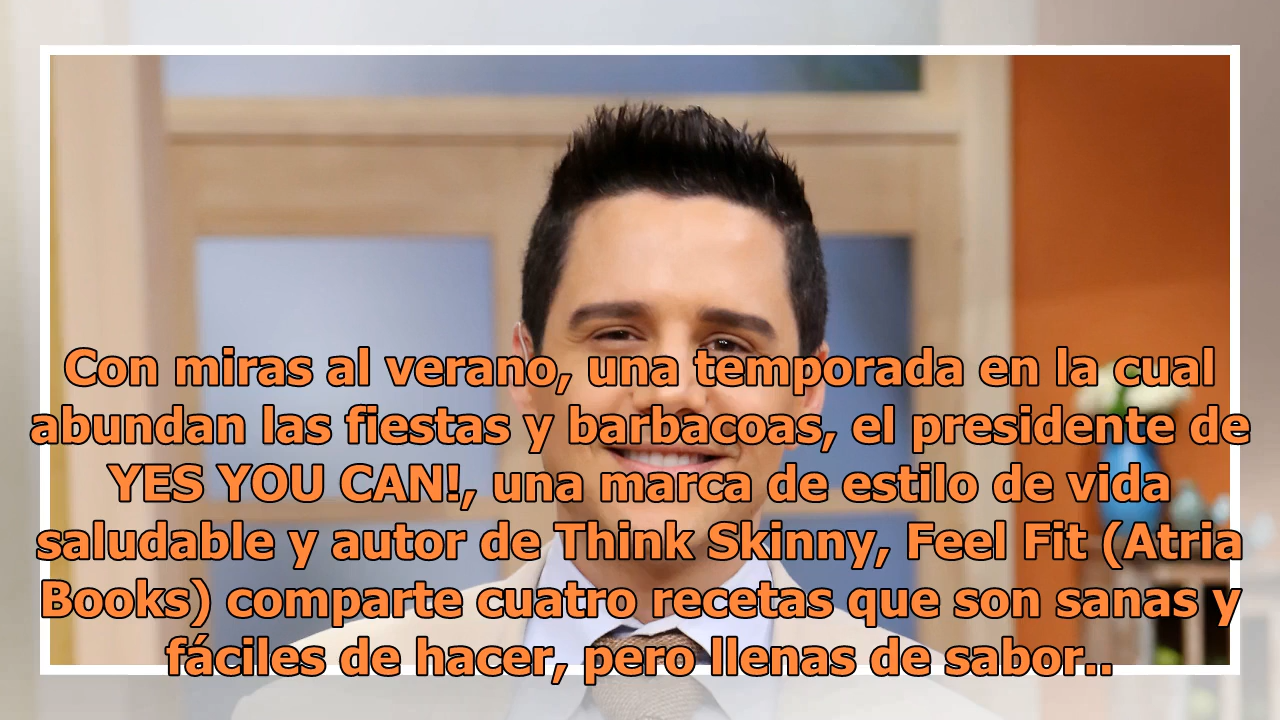 Con miras al verano, una temporada en la cual
abundan las fiestas y barbacoas, el presidente de
YES YOU CAN!, una marca de estilo de vida
saludable y autor de Think Skinny, Feel Fit (Atria
Books) comparte cuatro recetas que son sanas y
fáciles de hacer, pero llenas de sabor..